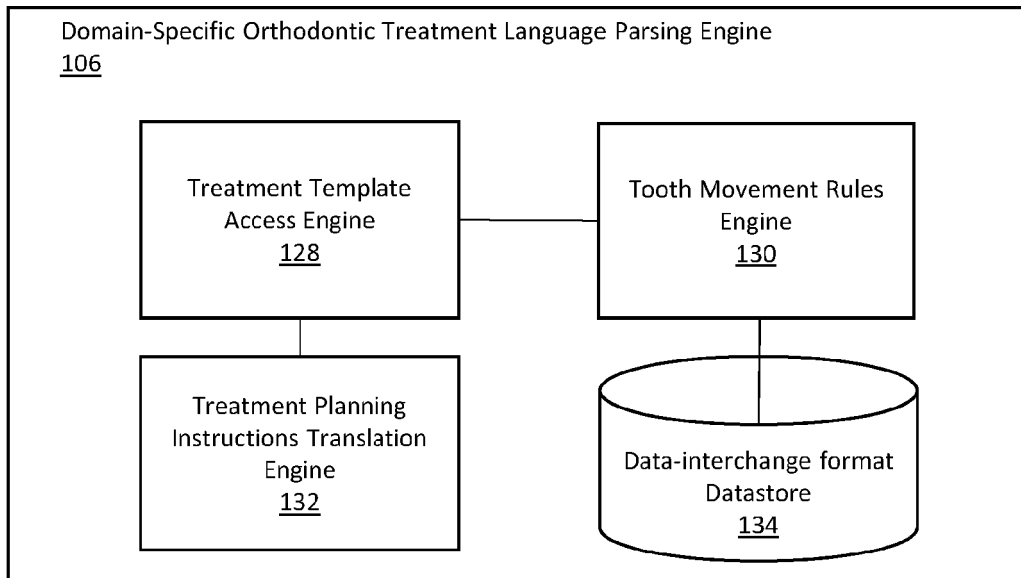 Domain-Specific Orthodontic Treatment Language Parsing Engine
106
Treatment Template
Access Engine
128
Tooth Movement Rules
Engine
130
Treatment Planning
Instructions Translation
Engine
132
Data-interchange format
Datastore
134